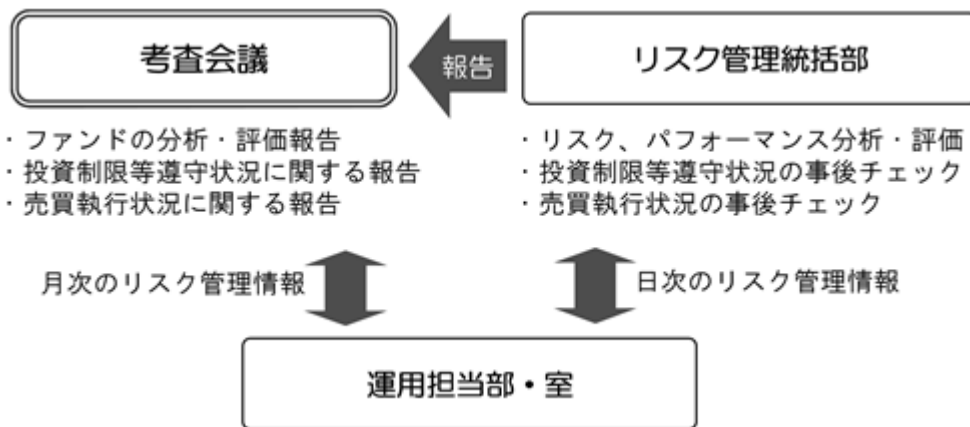 考査会議
報告
リスク管理統括部
・ファンドの分析・評価報告
・投資制限等遵守状況に関する報告
・売買執行状況に関する報告
・リスク、パフォーマンス分析・評価
・投資制限等遵守状況の事後チェック
・売買執行状況の事後チェック
月次のリスク管理情報
日次のリスク管理情報
運用担当部・室